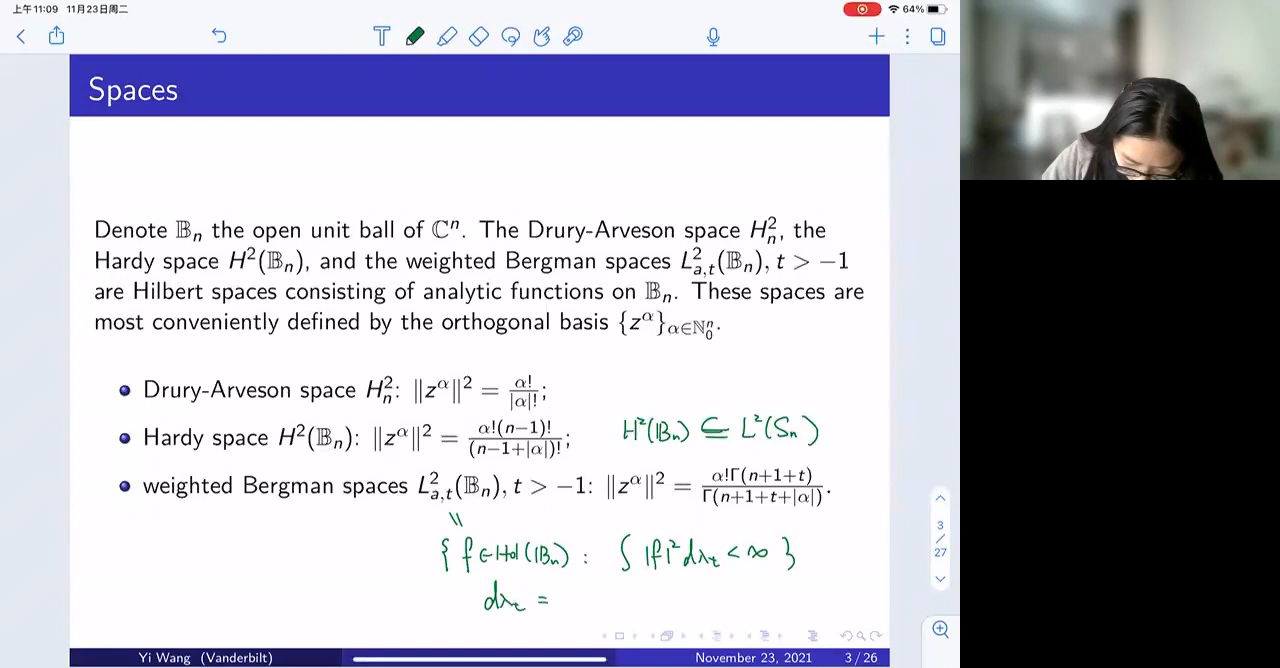 上午11:09 11月23日周二
64%
Spaces
Denote 𝔹ₙ the open unit ball of ℂⁿ. The Drury-Arveson space H²ₙ, the
Hardy space H²(𝔹ₙ), and the weighted Bergman spaces L²_{a,t}(𝔹ₙ), t > −1
are Hilbert spaces consisting of analytic functions on 𝔹ₙ. These spaces are
most conveniently defined by the orthogonal basis {z^α}_{α∈ℕ₀ⁿ}.
• Drury-Arveson space H²ₙ: ‖z^α‖² = α!/|α|!;
• Hardy space H²(𝔹ₙ): ‖z^α‖² = α!(n−1)!/(n−1+|α|)!; H²(𝔹ₙ) ⊆ L²(Sₙ)
• weighted Bergman spaces L²_{a,t}(𝔹ₙ), t > −1: ‖z^α‖² = α!Γ(n+1+t)/Γ(n+1+t+|α|).
{ f ∈ Hol(𝔹ₙ) : ∫ |f|² dλₜ < ∞ }
dλₜ =
3
/
27
Yi Wang (Vanderbilt) November 23, 2021 3 / 26